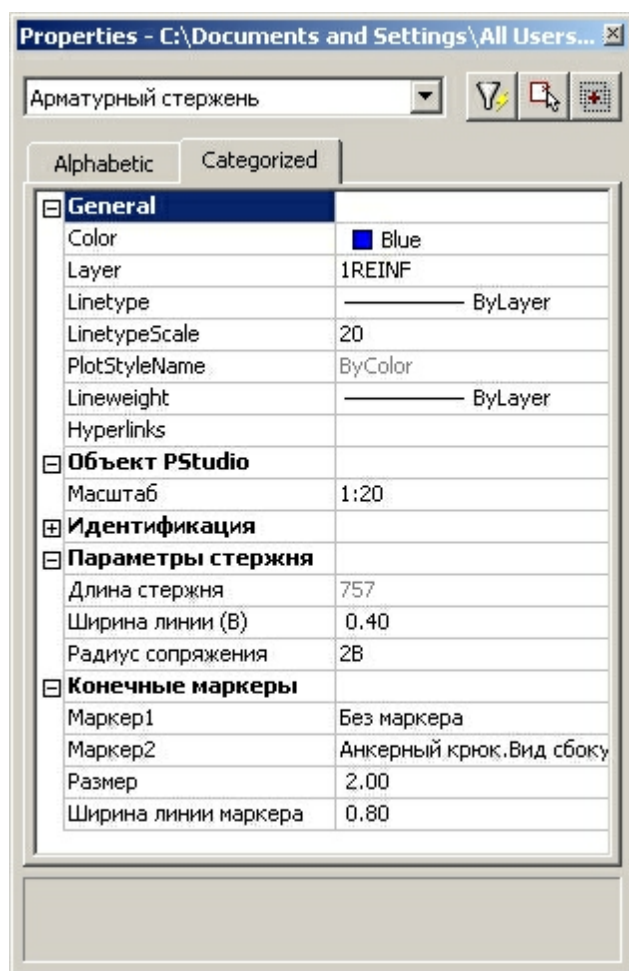 Properties - C:\Documents and Settings\All Users...
Арматурный стержень
Alphabetic Categorized
General
Color Blue
Layer 1REINF
Linetype ByLayer
LinetypeScale 20
PlotStyleName ByColor
Lineweight ByLayer
Hyperlinks
Объект PStudio
Масштаб 1:20
Идентификация
Параметры стержня
Длина стержня 757
Ширина линии (В) 0.40
Радиус сопряжения 2В
Конечные маркеры
Маркер1 Без маркера
Маркер2 Анкерный крюк.Вид сбоку
Размер 2.00
Ширина линии маркера 0.80